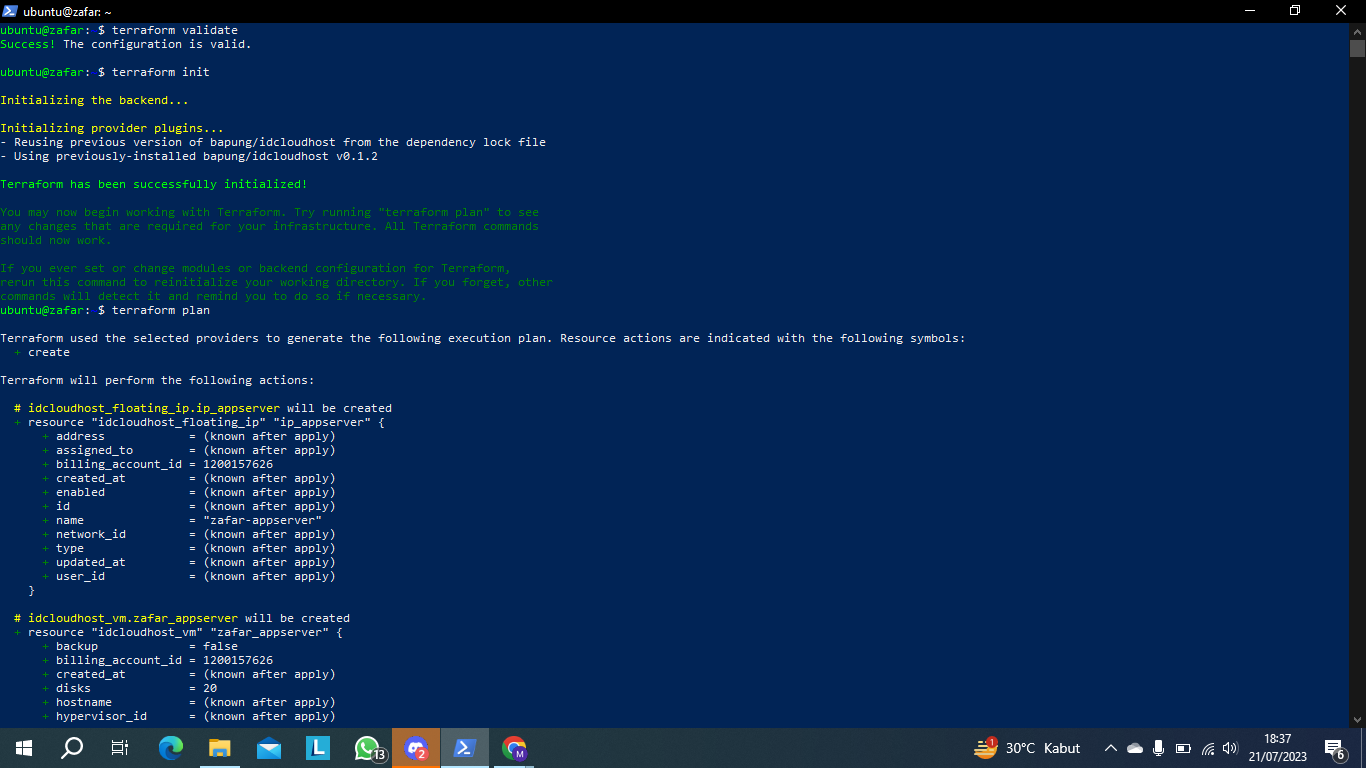 ubuntu@zafar: ~
ubuntu@zafar:~$ terraform validate
Success! The configuration is valid.
ubuntu@zafar:~$ terraform init
Initializing the backend...
Initializing provider plugins...
- Reusing previous version of bapung/idcloudhost from the dependency lock file
- Using previously-installed bapung/idcloudhost v0.1.2
Terraform has been successfully initialized!
You may now begin working with Terraform. Try running "terraform plan" to see
any changes that are required for your infrastructure. All Terraform commands
should now work.
If you ever set or change modules or backend configuration for Terraform,
rerun this command to reinitialize your working directory. If you forget, other
commands will detect it and remind you to do so if necessary.
ubuntu@zafar:~$ terraform plan
Terraform used the selected providers to generate the following execution plan. Resource actions are indicated with the following symbols:
  + create
Terraform will perform the following actions:
  # idcloudhost_floating_ip.ip_appserver will be created
  + resource "idcloudhost_floating_ip" "ip_appserver" {
      + address            = (known after apply)
      + assigned_to        = (known after apply)
      + billing_account_id = 1200157626
      + created_at         = (known after apply)
      + enabled            = (known after apply)
      + id                 = (known after apply)
      + name               = "zafar-appserver"
      + network_id         = (known after apply)
      + type               = (known after apply)
      + updated_at         = (known after apply)
      + user_id            = (known after apply)
    }
  # idcloudhost_vm.zafar_appserver will be created
  + resource "idcloudhost_vm" "zafar_appserver" {
      + backup             = false
      + billing_account_id = 1200157626
      + created_at         = (known after apply)
      + disks              = 20
      + hostname           = (known after apply)
      + hypervisor_id      = (known after apply)
L
13
2
M
1
30°C Kabut
18:37
21/07/2023
6